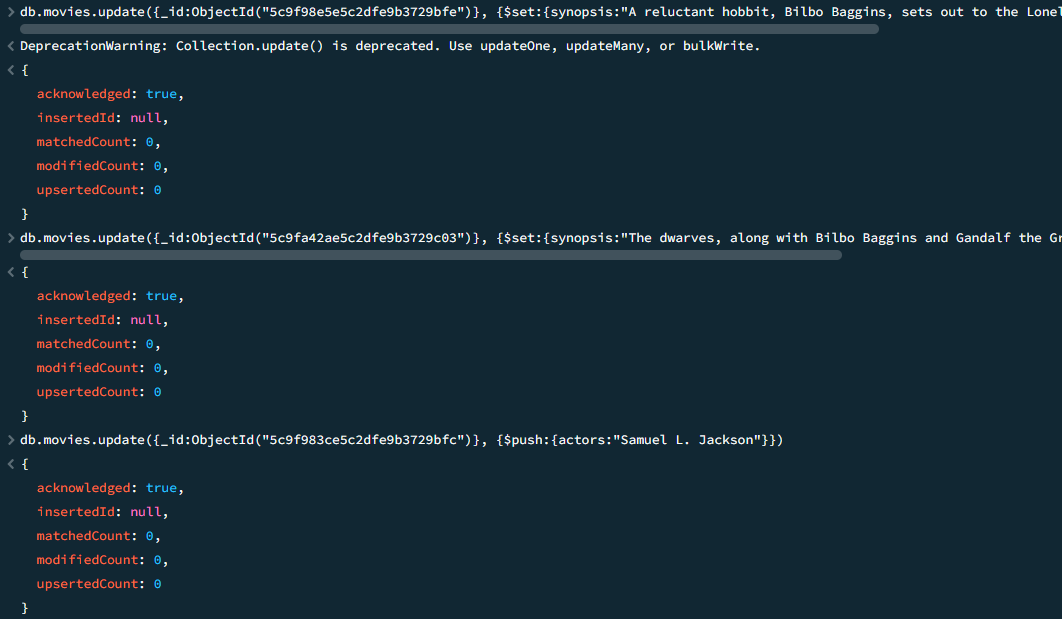 > db.movies.update({_id:ObjectId("5c9f98e5e5c2dfe9b3729bfe")}, {$set:{synopsis:"A reluctant hobbit, Bilbo Baggins, sets out to the Lonel
< DeprecationWarning: Collection.update() is deprecated. Use updateOne, updateMany, or bulkWrite.
< {
acknowledged: true,
insertedId: null,
matchedCount: 0,
modifiedCount: 0,
upsertedCount: 0
}
> db.movies.update({_id:ObjectId("5c9fa42ae5c2dfe9b3729c03")}, {$set:{synopsis:"The dwarves, along with Bilbo Baggins and Gandalf the Gr
< {
acknowledged: true,
insertedId: null,
matchedCount: 0,
modifiedCount: 0,
upsertedCount: 0
}
> db.movies.update({_id:ObjectId("5c9f983ce5c2dfe9b3729bfc")}, {$push:{actors:"Samuel L. Jackson"}})
< {
acknowledged: true,
insertedId: null,
matchedCount: 0,
modifiedCount: 0,
upsertedCount: 0
}